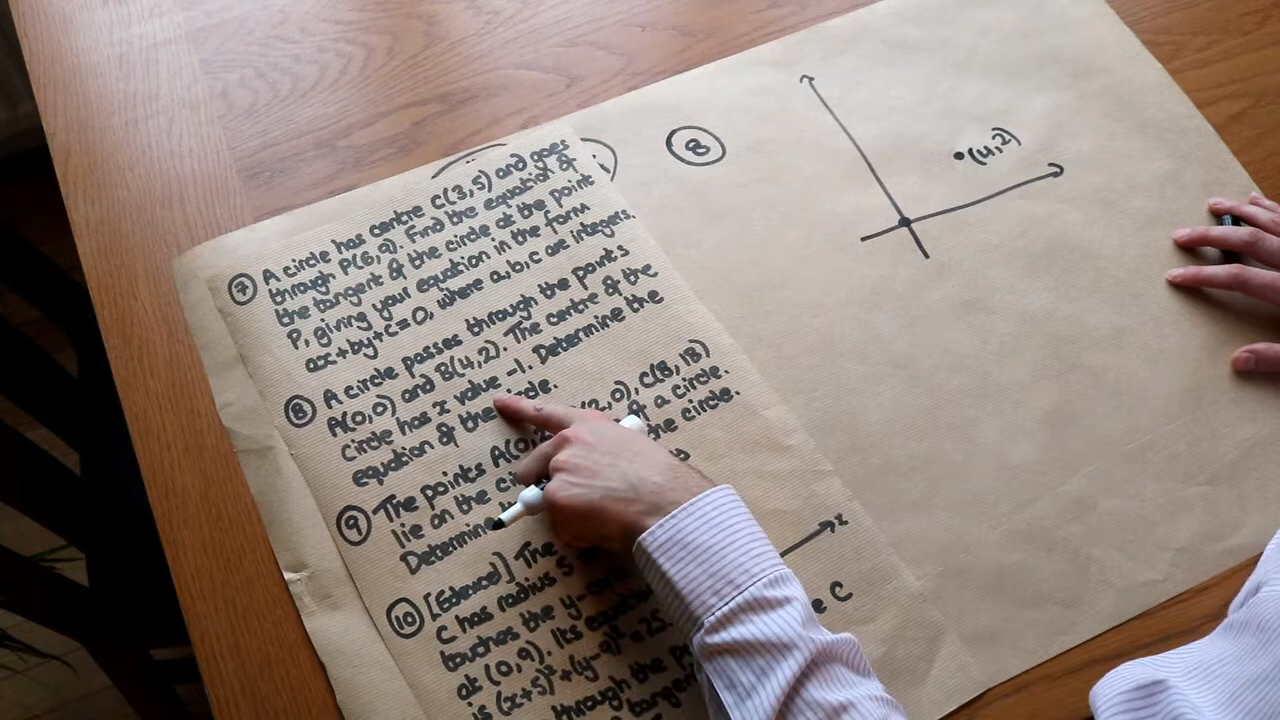 7 A circle has centre C(3,5) and goes
through P(6,9). Find the equation of
the tangent of the circle at the point
P, giving your equation in the form
ax+by+c=0, where a,b,c are integers.
8 A circle passes through the points
A(0,0) and B(4,2). The centre of the
circle has x value -1. Determine the
equation of the circle.
9 The points A(0, (2,0), C(8,18)
lie on the of a circle.
Determine the circle.
10 [Edexcel] The
C has radius 5
touches the y-
at (0,9). Its
is (x+5)²+(y-9)²=25.
through the
8
(4,2)
y
x
C